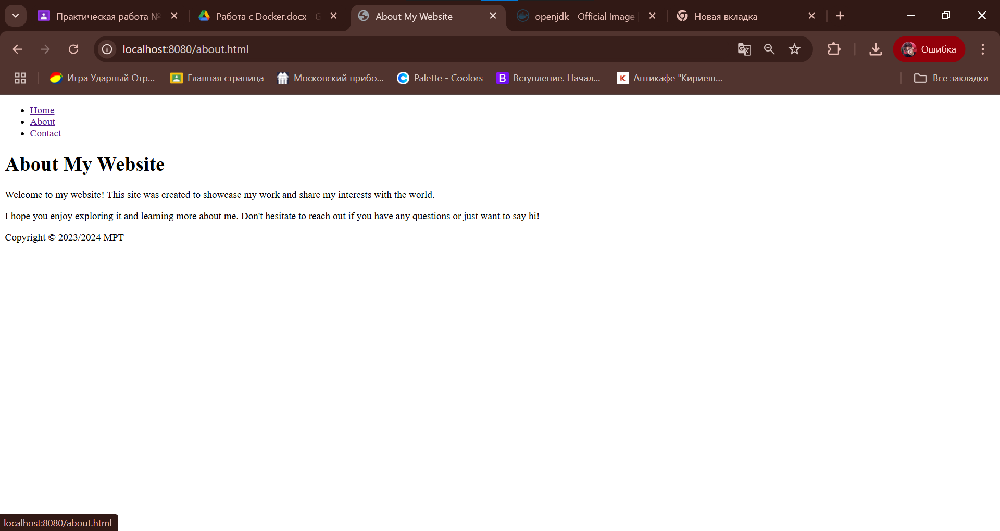 Практическая работа №
Работа с Docker.docx - G
About My Website
openjdk - Official Image
Новая вкладка
localhost:8080/about.html
Ошибка
Игра Ударный Отр...
Главная страница
Московский прибо...
Palette - Coolors
Вступление. Начал...
Антикафе "Кириеш...
Все закладки
Home
About
Contact
About My Website
Welcome to my website! This site was created to showcase my work and share my interests with the world.
I hope you enjoy exploring it and learning more about me. Don't hesitate to reach out if you have any questions or just want to say hi!
Copyright © 2023/2024 MPT
localhost:8080/about.html